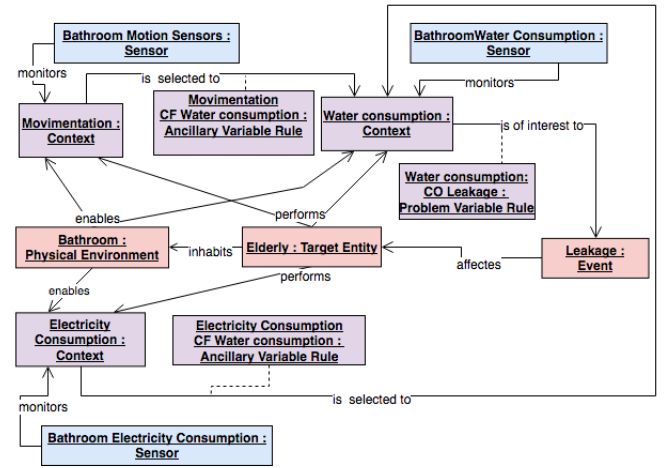 Bathroom Motion Sensors :
Sensor
BathroomWater Consumption :
Sensor
monitors
is selected to
monitors
Movimentation :
Context
Movimentation
CF Water consumption :
Ancillary Variable Rule
Water consumption :
Context
is of interest to
Water consumption:
CO Leakage :
Problem Variable Rule
enables
performs
Bathroom :
Physical Environment
inhabits
Elderly : Target Entity
affectes
Leakage :
Event
enables
performs
Electricity
Consumption :
Context
Electricity Consumption
CF Water consumption :
Ancillary Variable Rule
monitors
is selected to
Bathroom Electricity Consumption :
Sensor